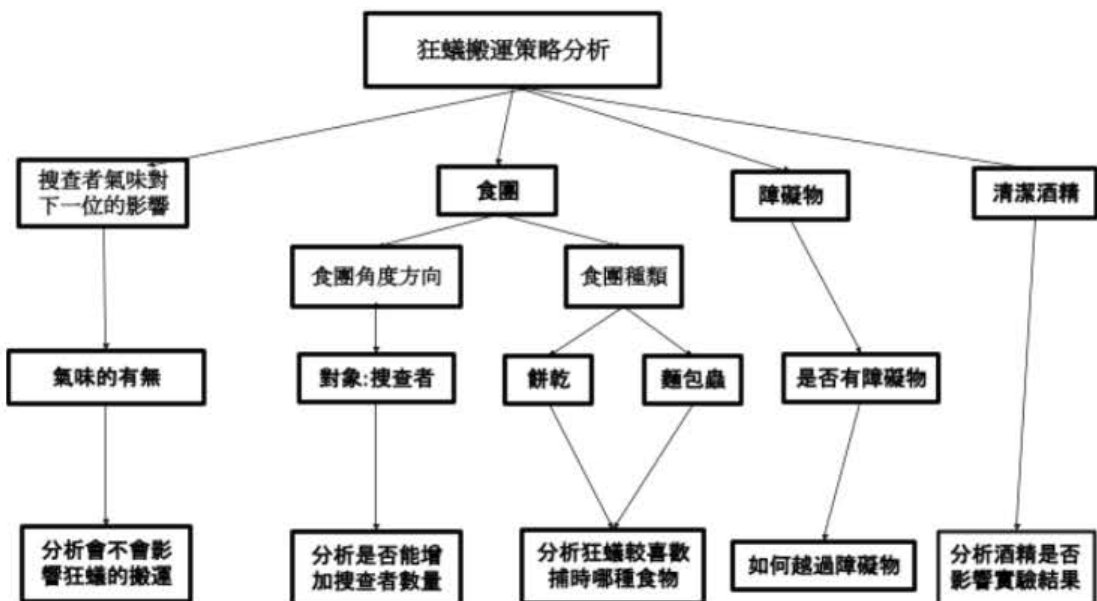 狂蟻搬運策略分析
搜查者氣味對
下一位的影響
食團
障礙物
清潔酒精
食團角度方向
食團種類
氣味的有無
對象:搜查者
餅乾
麵包蟲
是否有障礙物
分析會不會影
響狂蟻的搬運
分析是否能增
加搜查者數量
分析狂蟻較喜歡
捕時哪種食物
如何越過障礙物
分析酒精是否
影響實驗結果